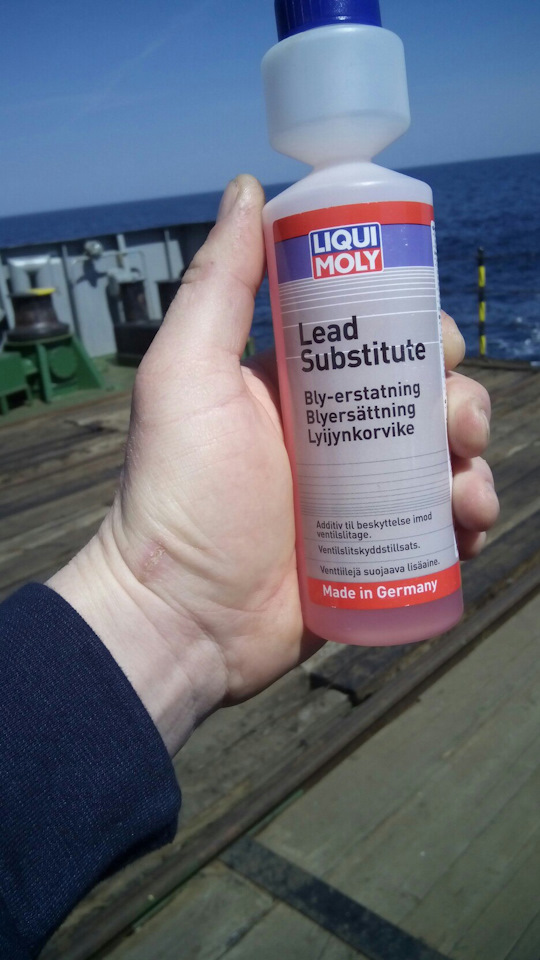 LIQUI
MOLY
Lead
Substitute
Bly-erstatning
Blyersättning
Lyijynkorvike
Additiv til beskyttelse imod
ventilslitage.
Ventilslitskyddstillsats.
Venttiilejä suojaava lisäaine.
Made in Germany